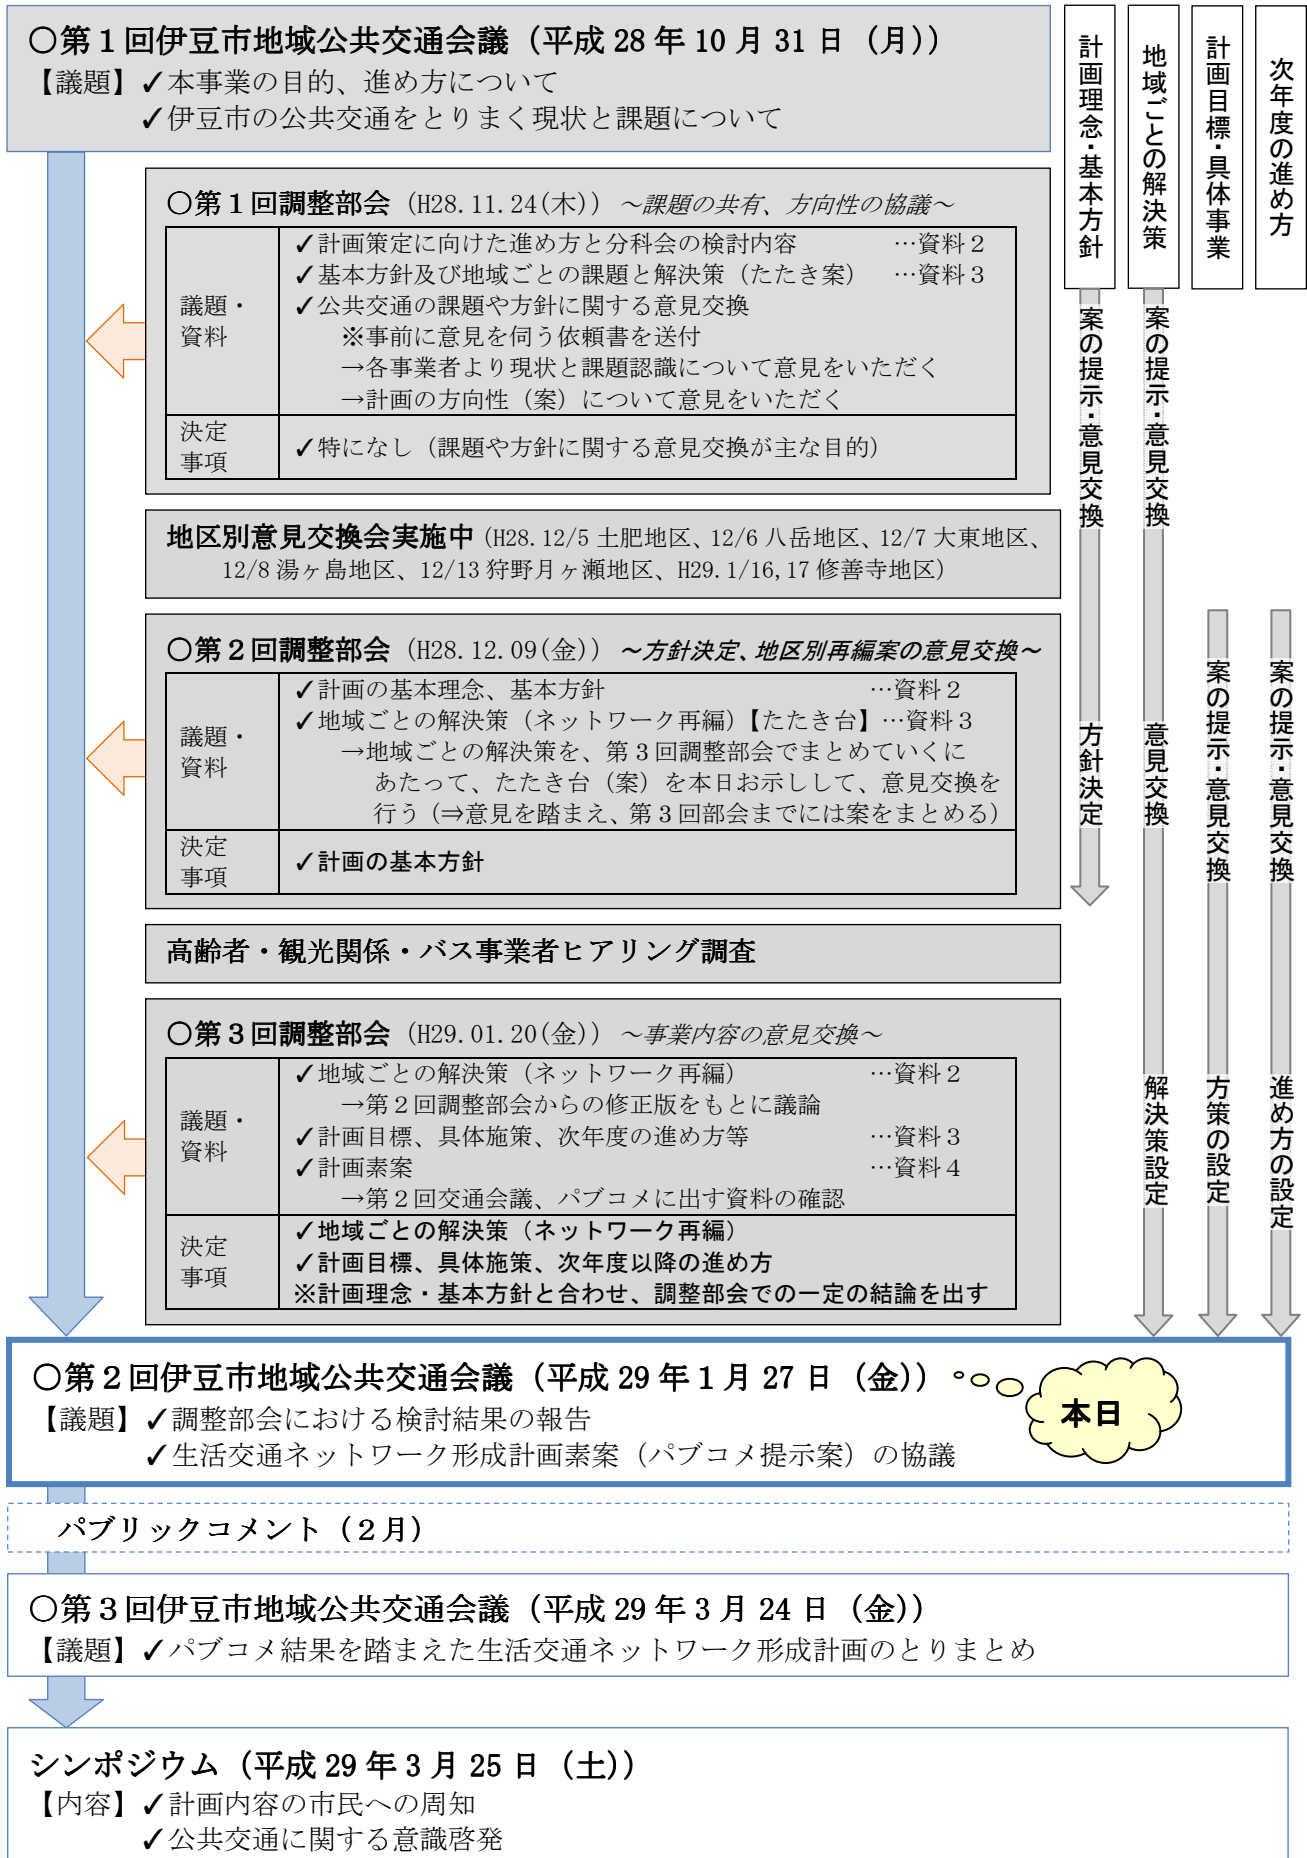 ○第１回伊豆市地域公共交通会議（平成 28 年 10 月 31 日（月））
【議題】✓本事業の目的、進め方について
✓伊豆市の公共交通をとりまく現状と課題について
計画理念・基本方針
地域ごとの解決策
計画目標・具体事業
次年度の進め方
○第１回調整部会（H28.11.24(木)）～課題の共有、方向性の協議～
議題・
資料
✓計画策定に向けた進め方と分科会の検討内容 …資料２
✓基本方針及び地域ごとの課題と解決策（たたき案） …資料３
✓公共交通の課題や方針に関する意見交換
※事前に意見を伺う依頼書を送付
→各事業者より現状と課題認識について意見をいただく
→計画の方向性（案）について意見をいただく
決定
事項
✓特になし（課題や方針に関する意見交換が主な目的）
案の提示・意見交換
案の提示・意見交換
地区別意見交換会実施中（H28.12/5 土肥地区、12/6 八岳地区、12/7 大東地区、
12/8 湯ヶ島地区、12/13 狩野月ヶ瀬地区、H29.1/16,17 修善寺地区）
○第２回調整部会（H28.12.09(金)）～方針決定、地区別再編案の意見交換～
議題・
資料
✓計画の基本理念、基本方針 …資料２
✓地域ごとの解決策（ネットワーク再編）【たたき台】…資料３
→地域ごとの解決策を、第３回調整部会でまとめていくに
あたって、たたき台（案）を本日お示しして、意見交換を
行う（⇒意見を踏まえ、第３回部会までには案をまとめる）
決定
事項
✓計画の基本方針
方針決定
意見交換
案の提示・意見交換
案の提示・意見交換
高齢者・観光関係・バス事業者ヒアリング調査
○第３回調整部会（H29.01.20(金)）～事業内容の意見交換～
議題・
資料
✓地域ごとの解決策（ネットワーク再編） …資料２
→第２回調整部会からの修正版をもとに議論
✓計画目標、具体施策、次年度の進め方等 …資料３
✓計画素案 …資料４
→第２回交通会議、パブコメに出す資料の確認
決定
事項
✓地域ごとの解決策（ネットワーク再編）
✓計画目標、具体施策、次年度以降の進め方
※計画理念・基本方針と合わせ、調整部会での一定の結論を出す
解決策設定
方策の設定
進め方の設定
○第２回伊豆市地域公共交通会議（平成 29 年 1 月 27 日（金））
本日
【議題】✓調整部会における検討結果の報告
✓生活交通ネットワーク形成計画素案（パブコメ提示案）の協議
パブリックコメント（２月）
○第３回伊豆市地域公共交通会議（平成 29 年 3 月 24 日（金））
【議題】✓パブコメ結果を踏まえた生活交通ネットワーク形成計画のとりまとめ
シンポジウム（平成 29 年 3 月 25 日（土））
【内容】✓計画内容の市民への周知
✓公共交通に関する意識啓発